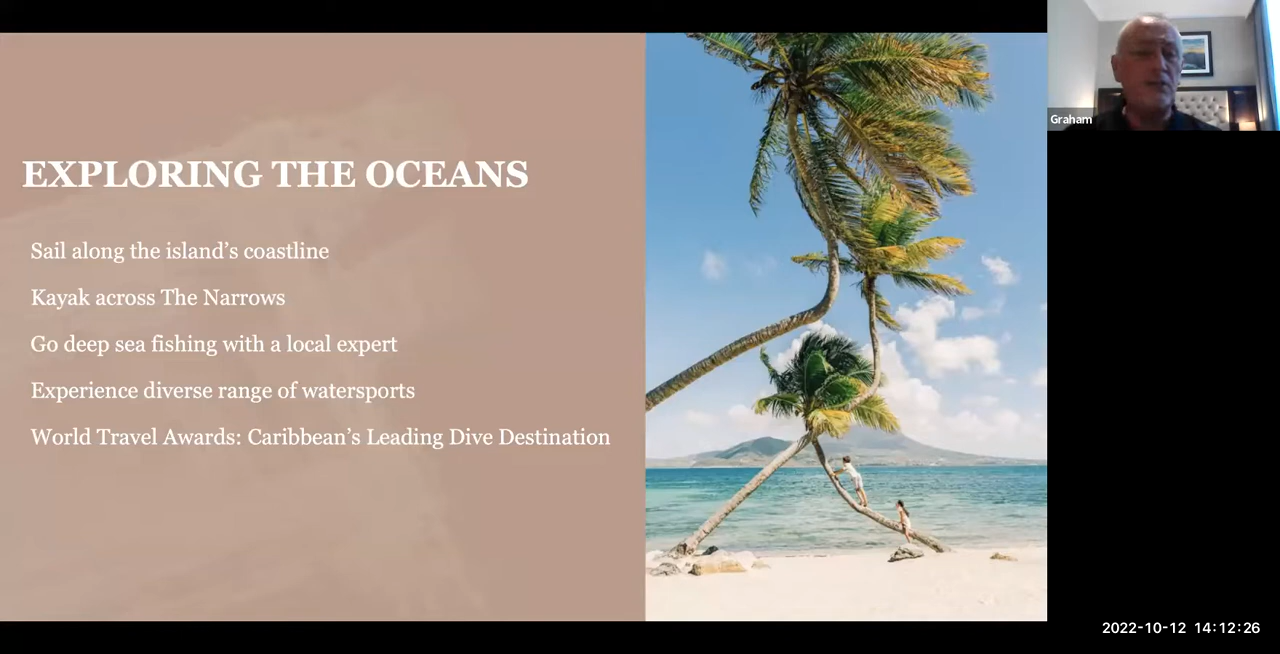 EXPLORING THE OCEANS
Sail along the island’s coastline
Kayak across The Narrows
Go deep sea fishing with a local expert
Experience diverse range of watersports
World Travel Awards: Caribbean’s Leading Dive Destination
Graham
2022-10-12 14:12:26